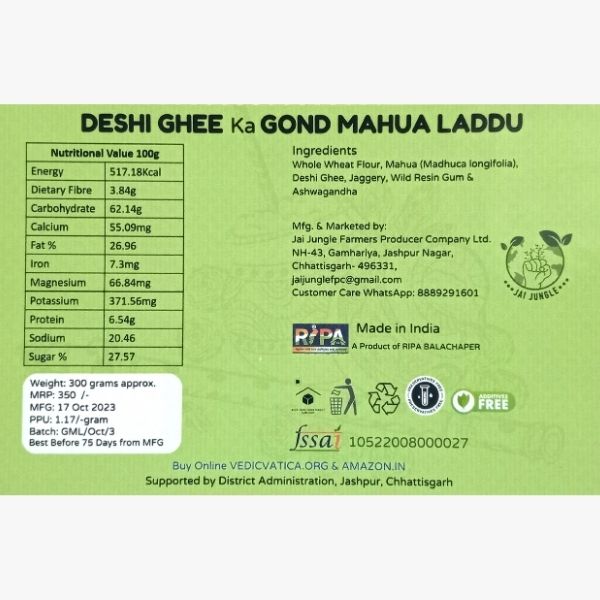 DESHI GHEE Ka GOND MAHUA LADDU
Nutritional Value 100g
Energy 517.18Kcal
Dietary Fibre 3.84g
Carbohydrate 62.14g
Calcium 55.09mg
Fat % 26.96
Iron 7.3mg
Magnesium 66.84mg
Potassium 371.56mg
Protein 6.54g
Sodium 20.46
Sugar % 27.57
Weight: 300 grams approx.
MRP: 350 /-
MFG: 17 Oct 2023
PPU: 1.17/-gram
Batch: GML/Oct/3
Best Before 75 Days from MFG
Ingredients
Whole Wheat Flour, Mahua (Madhuca longifolia),
Deshi Ghee, Jaggery, Wild Resin Gum &
Ashwagandha
Mfg. & Marketed by:
Jai Jungle Farmers Producer Company Ltd.
NH-43, Gamhariya, Jashpur Nagar,
Chhattisgarh- 496331,
jaijunglefpc@gmail.com
Customer Care WhatsApp: 8889291601
JAI JUNGLE
RIPA
Made in India
A Product of RIPA BALACHAPER
PRESERVATIVES
ADDITIVES
FREE
fssai 10522008000027
Buy Online VEDICVATICA.ORG & AMAZON.IN
Supported by District Administration, Jashpur, Chhattisgarh